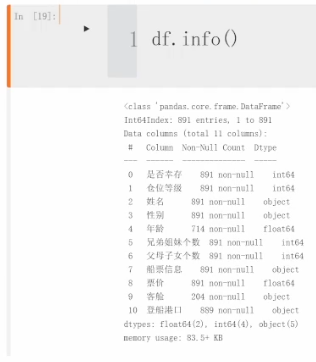 In [19]:
1 df.info()
<class 'pandas.core.frame.DataFrame'>
Int64Index: 891 entries, 1 to 891
Data columns (total 11 columns):
# Column Non-Null Count Dtype
--- ------ -------------- -----
0 是否幸存 891 non-null int64
1 仓位等级 891 non-null int64
2 姓名 891 non-null object
3 性别 891 non-null object
4 年龄 714 non-null float64
5 兄弟姐妹个数 891 non-null int64
6 父母子女个数 891 non-null int64
7 船票信息 891 non-null object
8 票价 891 non-null float64
9 客舱 204 non-null object
10 登船港口 889 non-null object
dtypes: float64(2), int64(4), object(5)
memory usage: 83.5+ KB